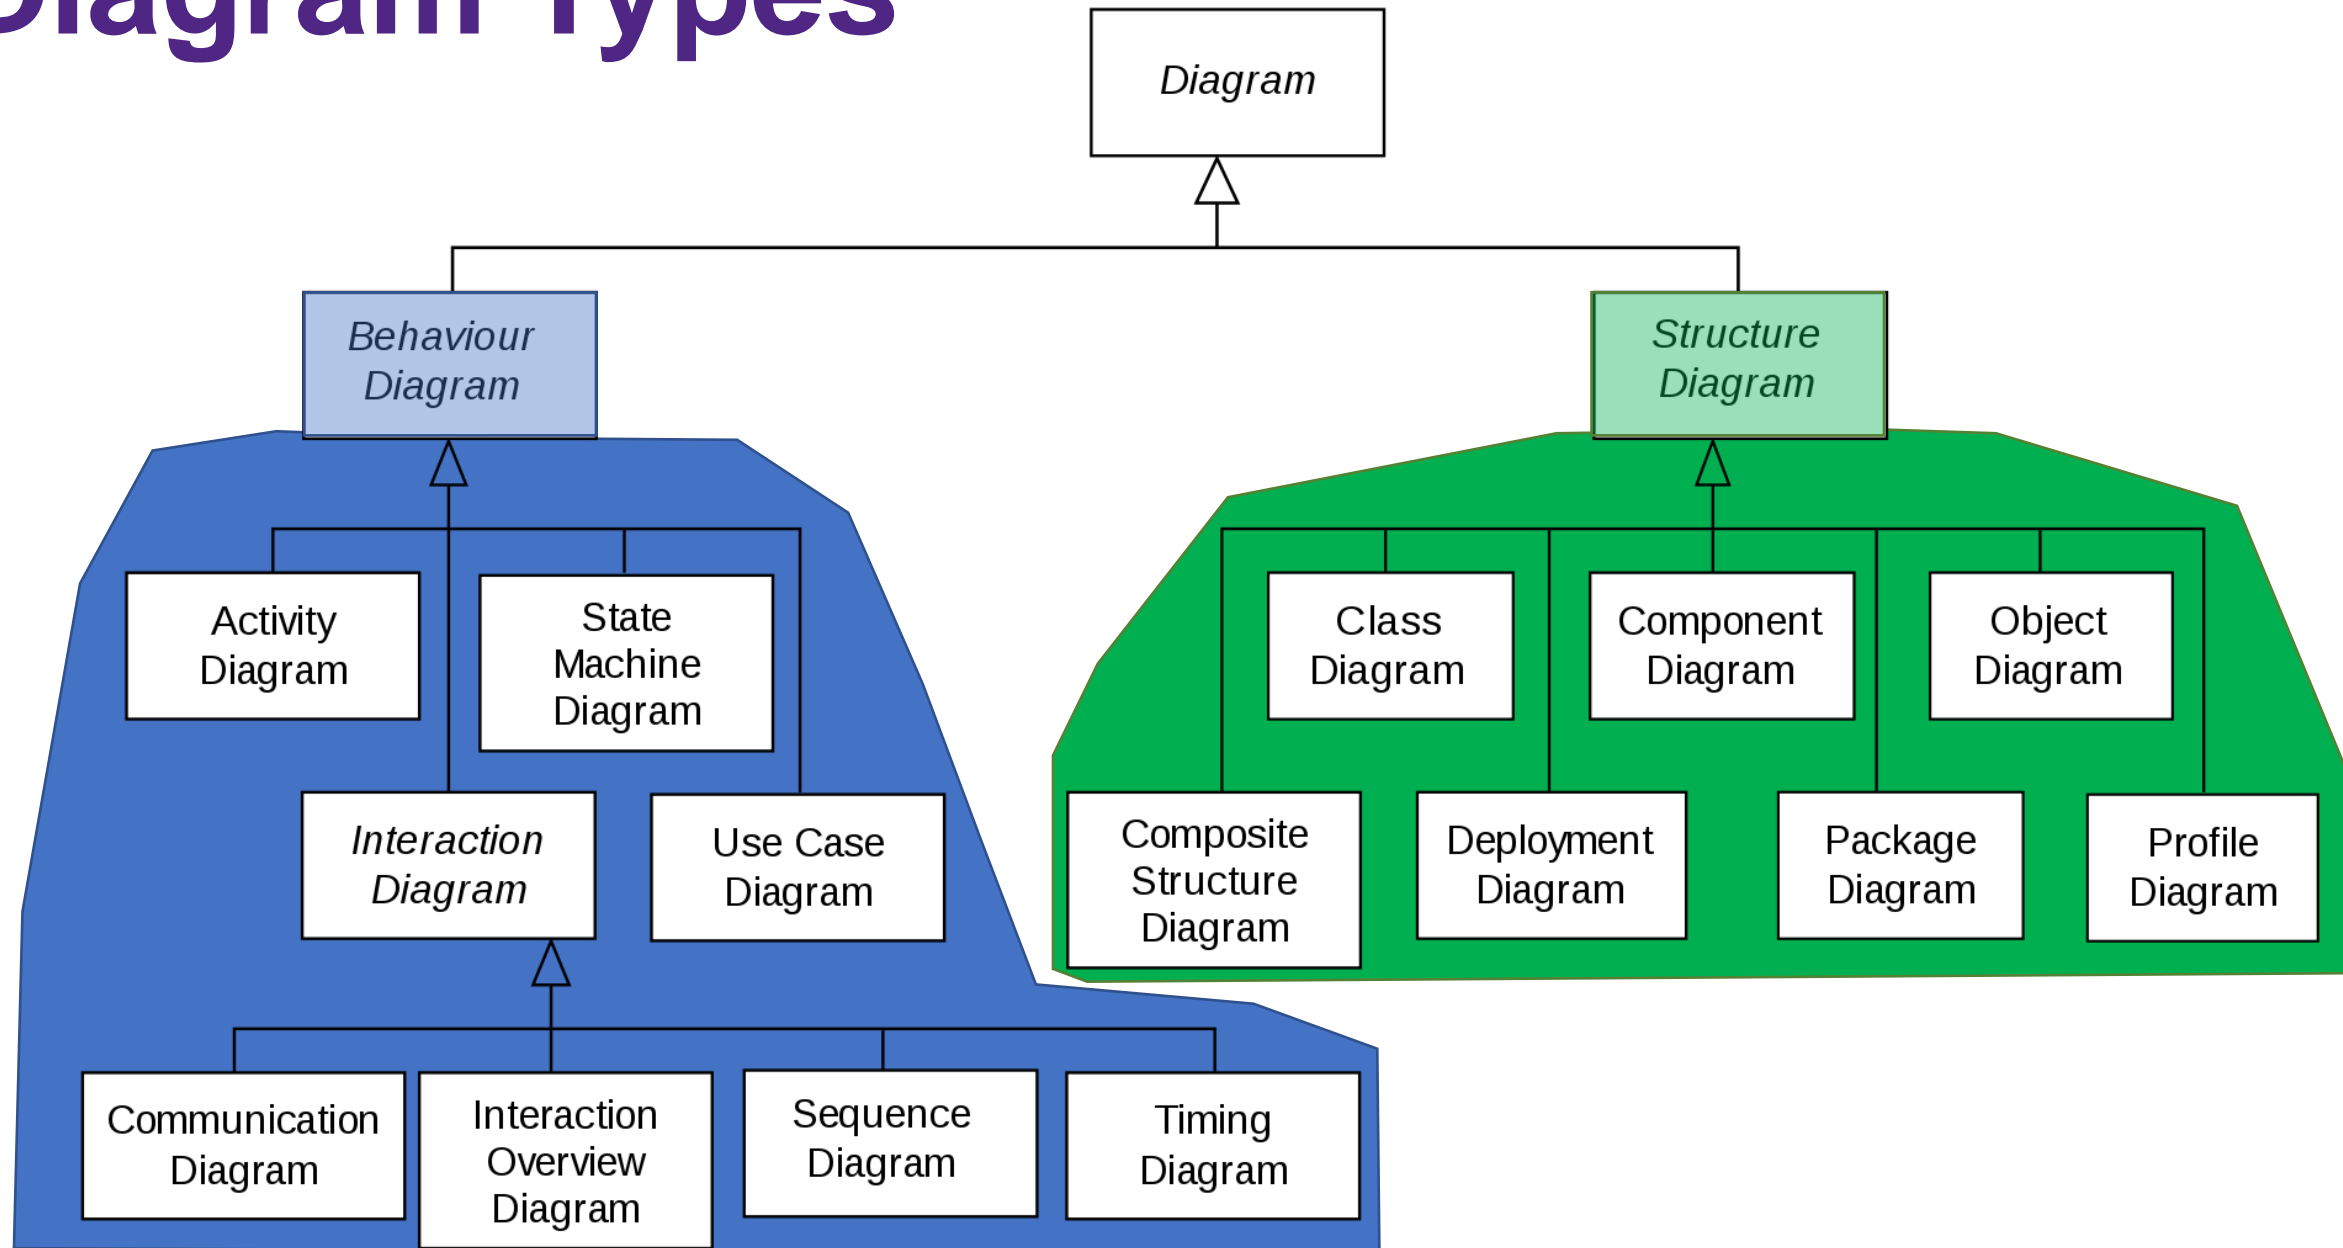 Diagram Types
Diagram
Behaviour
Diagram
Structure
Diagram
Activity
Diagram
State
Machine
Diagram
Class
Diagram
Component
Diagram
Object
Diagram
Interaction
Diagram
Use Case
Diagram
Composite
Structure
Diagram
Deployment
Diagram
Package
Diagram
Profile
Diagram
Communication
Diagram
Interaction
Overview
Diagram
Sequence
Diagram
Timing
Diagram